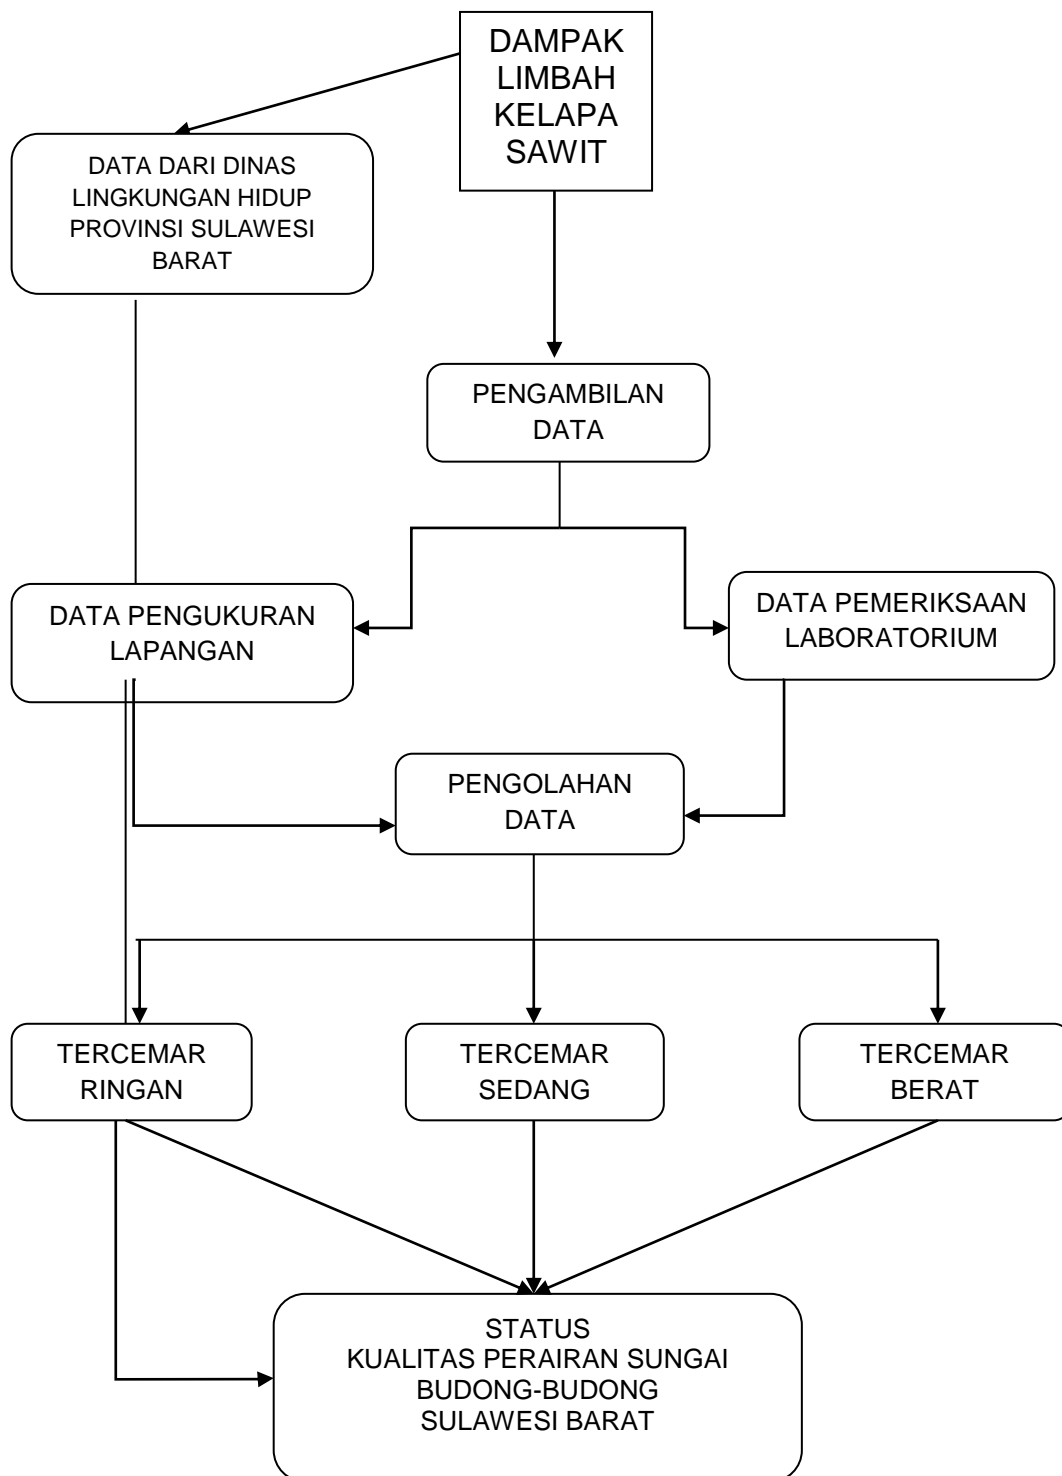 DAMPAK
LIMBAH
KELAPA
SAWIT
DATA DARI DINAS
LINGKUNGAN HIDUP
PROVINSI SULAWESI
BARAT
PENGAMBILAN
DATA
DATA PENGUKURAN
LAPANGAN
DATA PEMERIKSAAN
LABORATORIUM
PENGOLAHAN
DATA
TERCEMAR
RINGAN
TERCEMAR
SEDANG
TERCEMAR
BERAT
STATUS
KUALITAS PERAIRAN SUNGAI
BUDONG-BUDONG
SULAWESI BARAT